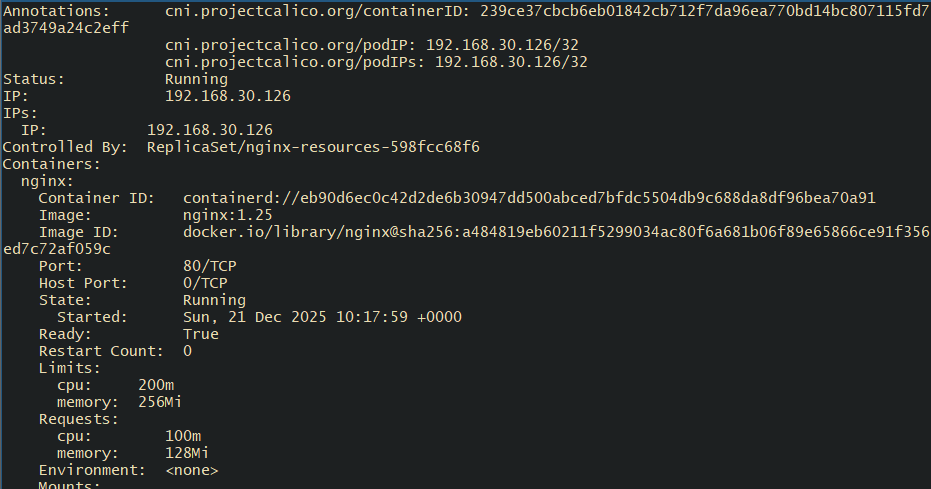 Annotations:      cni.projectcalico.org/containerID: 239ce37cbcb6eb01842cb712f7da96ea770bd14bc807115fd7
ad3749a24c2eff
                  cni.projectcalico.org/podIP: 192.168.30.126/32
                  cni.projectcalico.org/podIPs: 192.168.30.126/32
Status:           Running
IP:               192.168.30.126
IPs:
  IP:           192.168.30.126
Controlled By:  ReplicaSet/nginx-resources-598fcc68f6
Containers:
  nginx:
    Container ID:   containerd://eb90d6ec0c42d2de6b30947dd500abced7bfdc5504db9c688da8df96bea70a91
    Image:          nginx:1.25
    Image ID:       docker.io/library/nginx@sha256:a484819eb60211f5299034ac80f6a681b06f89e65866ce91f356
ed7c72af059c
    Port:           80/TCP
    Host Port:      0/TCP
    State:          Running
      Started:      Sun, 21 Dec 2025 10:17:59 +0000
    Ready:          True
    Restart Count:  0
    Limits:
      cpu:     200m
      memory:  256Mi
    Requests:
      cpu:        100m
      memory:     128Mi
    Environment:  <none>
    Mounts: